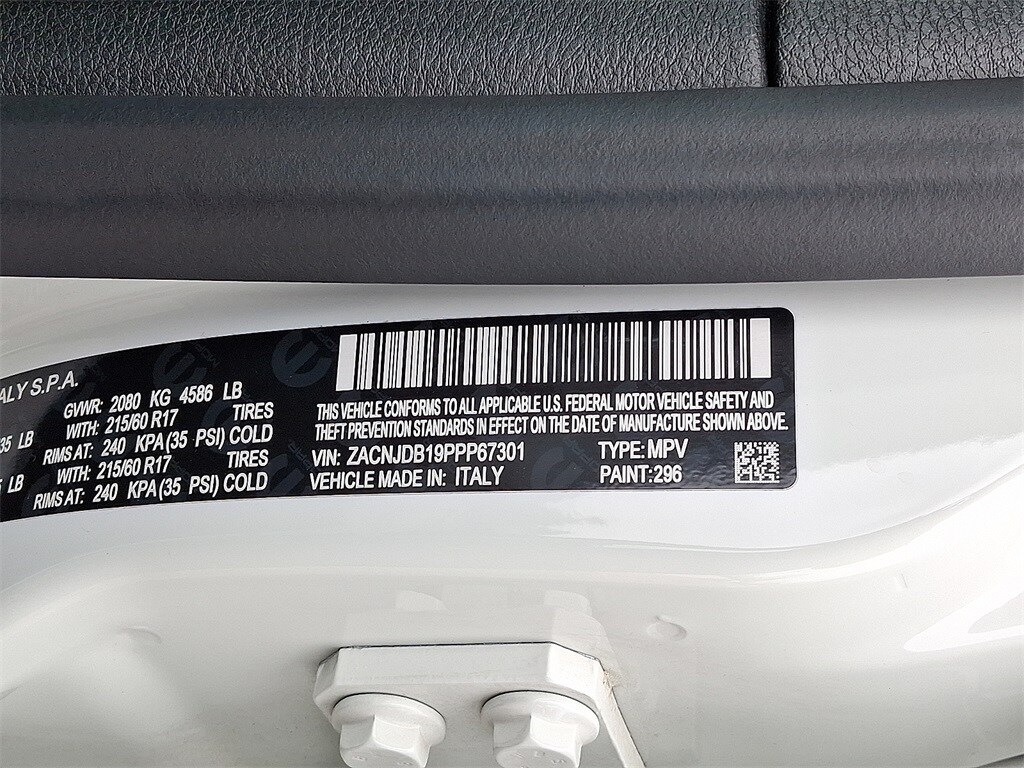 ALY S.P.A.
GVWR: 2080 KG 4586 LB
35 LB WITH: 215/60 R17 TIRES
RIMS AT: 240 KPA(35 PSI) COLD
5 LB WITH: 215/60 R17 TIRES
RIMS AT: 240 KPA(35 PSI) COLD
THIS VEHICLE CONFORMS TO ALL APPLICABLE U.S. FEDERAL MOTOR VEHICLE SAFETY AND
THEFT PREVENTION STANDARDS IN EFFECT ON THE DATE OF MANUFACTURE SHOWN ABOVE.
VIN: ZACNJDB19PPP67301 TYPE: MPV
VEHICLE MADE IN: ITALY PAINT:296